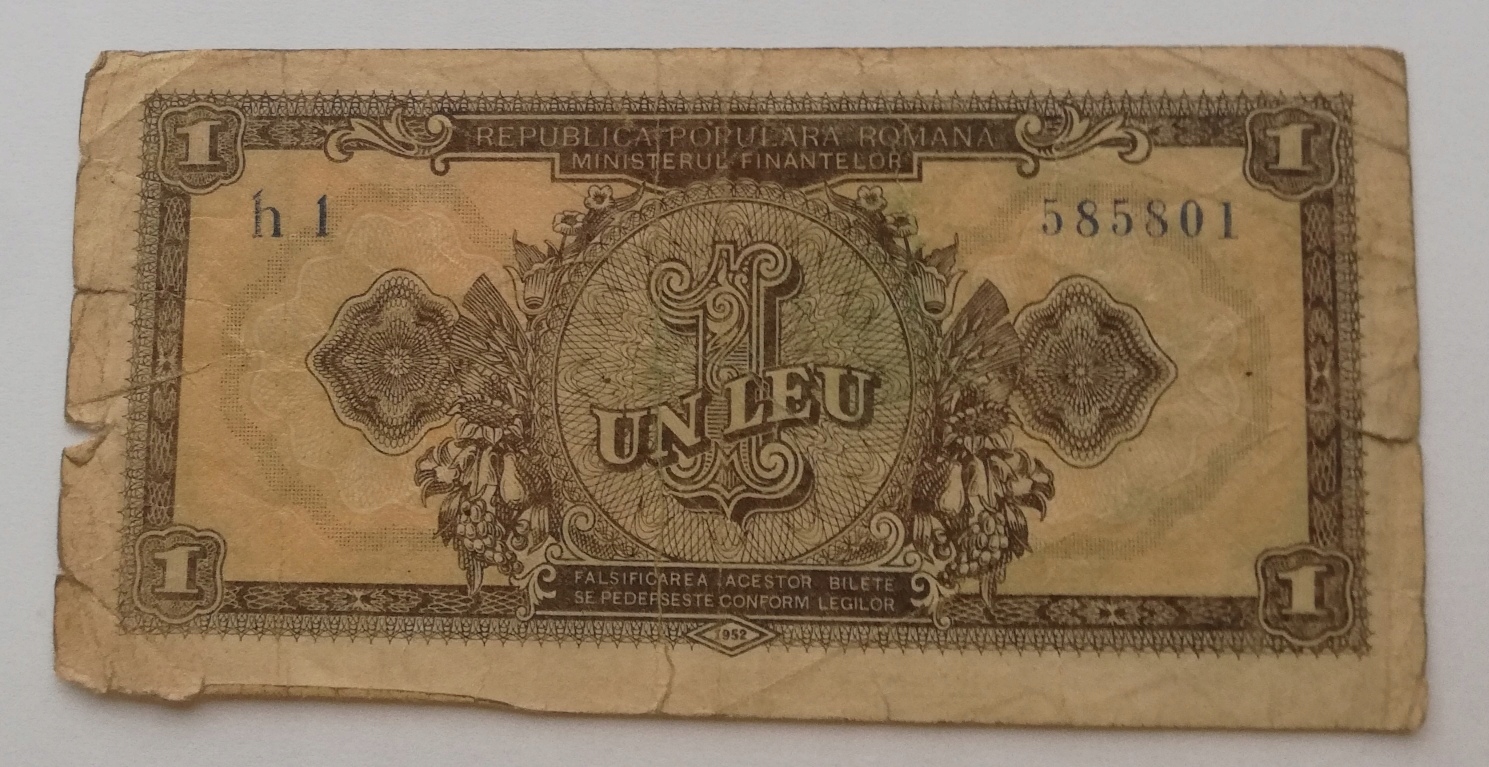 1 REPUBLICA POPULARA ROMANA 1
MINISTERUL FINANTELOR
h 1 585801
1
UN LEU
1 1
FALSIFICAREA ACESTOR BILETE
SE PEDEPSESTE CONFORM LEGILOR
1952